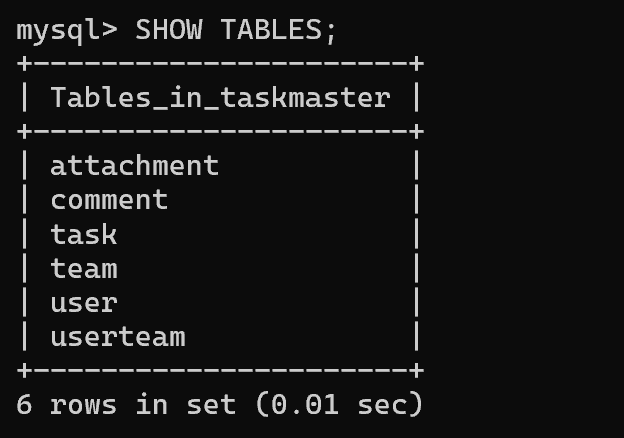 mysql> SHOW TABLES;
+----------------------+
| Tables_in_taskmaster |
+----------------------+
| attachment           |
| comment              |
| task                 |
| team                 |
| user                 |
| userteam             |
+----------------------+
6 rows in set (0.01 sec)